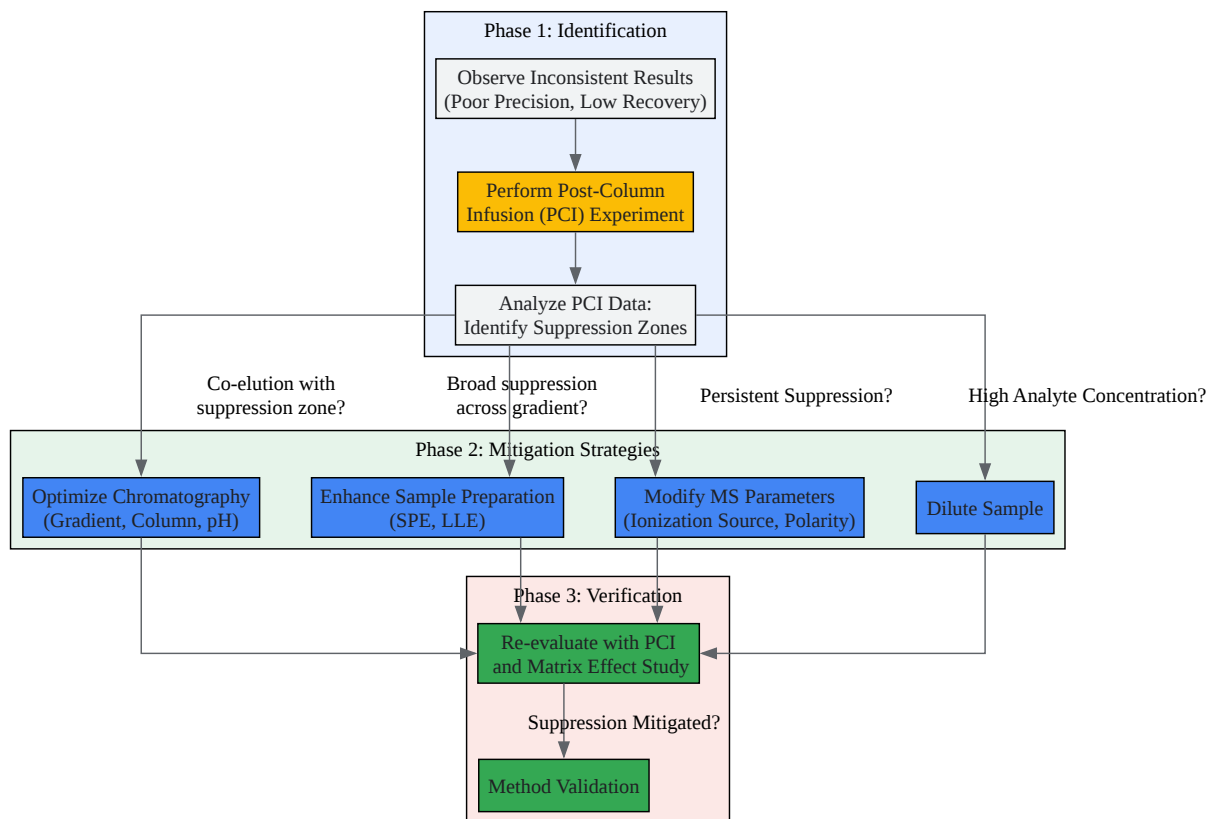 Phase 1: Identification
Observe Inconsistent Results
(Poor Precision, Low Recovery)
Perform Post-Column
Infusion (PCI) Experiment
Analyze PCI Data:
Identify Suppression Zones
Co-elution with
suppression zone?
Broad suppression
across gradient?
Persistent Suppression?
High Analyte Concentration?
Phase 2: Mitigation Strategies
Optimize Chromatography
(Gradient, Column, pH)
Enhance Sample Preparation
(SPE, LLE)
Modify MS Parameters
(Ionization Source, Polarity)
Dilute Sample
Phase 3: Verification
Re-evaluate with PCI
and Matrix Effect Study
Suppression Mitigated?
Method Validation